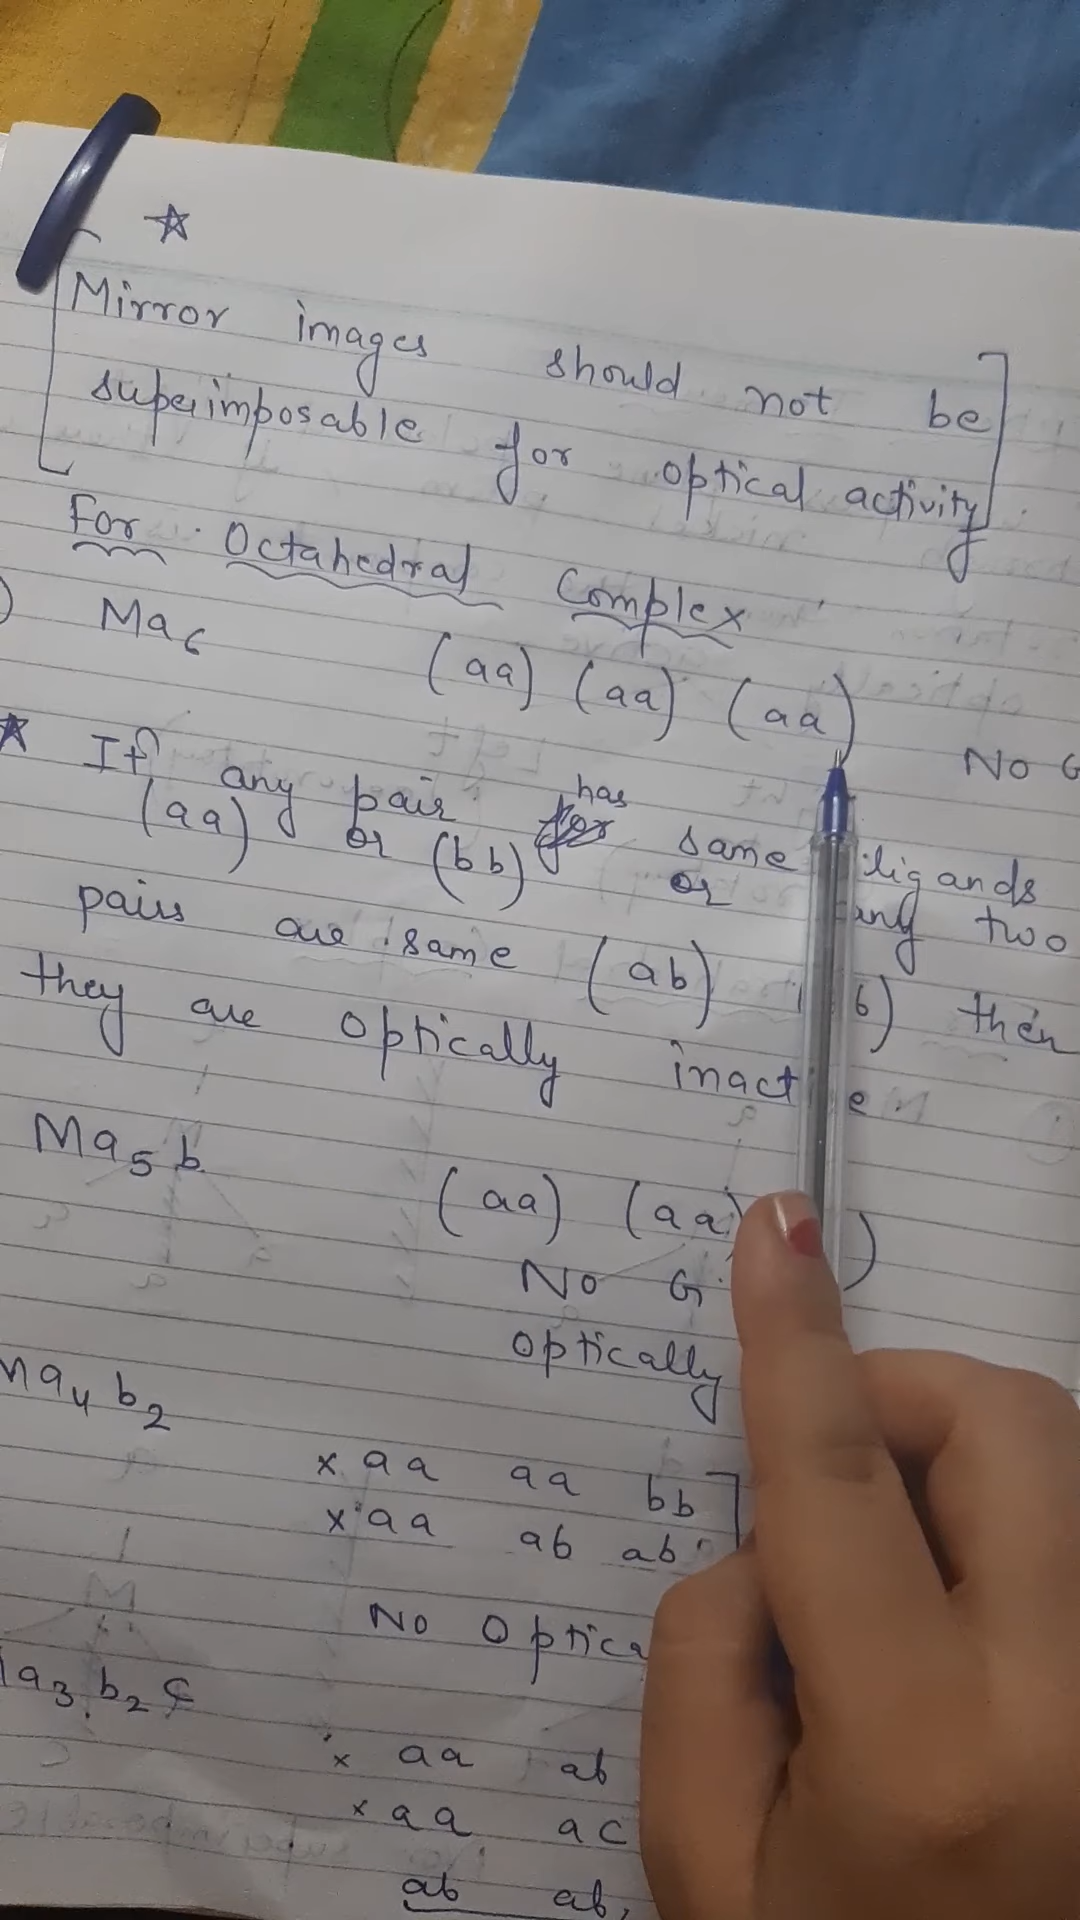 Mirror images should not be
superimposable for optical activity
For Octahedral Complex
Ma6 (aa) (aa) (aa) No G
If any pair has same ligands
(aa) or (bb) or any two
pairs are same (ab) b) then
they are optically inact e
Ma5b (aa) (aa) )
No G.
optically
Ma4b2
x aa aa bb
x aa ab ab
No Optica
a3b2c
x aa ab
x aa ac
ab ab,